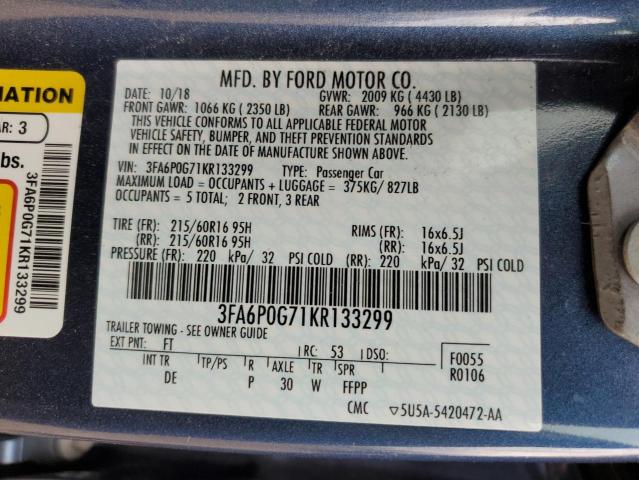 MFD. BY FORD MOTOR CO.
DATE: 10/18 GVWR: 2009 KG ( 4430 LB)
FRONT GAWR: 1066 KG ( 2350 LB) REAR GAWR: 966 KG ( 2130 LB)
THIS VEHICLE CONFORMS TO ALL APPLICABLE FEDERAL MOTOR
VEHICLE SAFETY, BUMPER, AND THEFT PREVENTION STANDARDS
IN EFFECT ON THE DATE OF MANUFACTURE SHOWN ABOVE.
VIN: 3FA6P0G71KR133299 TYPE: Passenger Car
MAXIMUM LOAD = OCCUPANTS + LUGGAGE = 375KG/ 827LB
OCCUPANTS = 5 TOTAL; 2 FRONT, 3 REAR
TIRE (FR): 215/60R16 95H RIMS (FR): 16x6.5J
(RR): 215/60R16 95H (RR): 16x6.5J
PRESSURE (FR): 220 kPa/ 32 PSI COLD (RR): 220 kPa/ 32 PSI COLD
3FA6P0G71KR133299
TRAILER TOWING - SEE OWNER GUIDE
EXT PNT: FT RC: 53 DSO: F0055
R0106
INT TR TP/PS R AXLE TR SPR
DE P 30 W FFPP
CMC ▽5U5A-5420472-AA
MATION
AR: 3
lbs.
3FA6P0G71KR133299